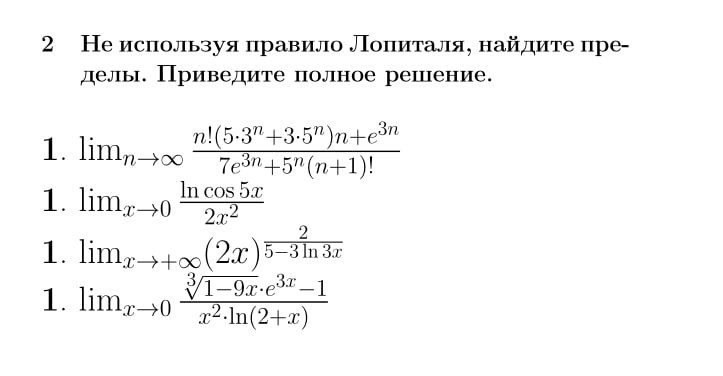 2 Не используя правило Лопиталя, найдите пре-
делы. Приведите полное решение.
1. $\lim_{n\to\infty} \frac{n!(5\cdot 3^n+3\cdot 5^n)n+e^{3n}}{7e^{3n}+5^n(n+1)!}$
1. $\lim_{x\to 0} \frac{\ln\cos 5x}{2x^2}$
1. $\lim_{x\to+\infty} (2x)^{\frac{2}{5-3\ln 3x}}$
1. $\lim_{x\to 0} \frac{\sqrt[3]{1-9x}\cdot e^{3x}-1}{x^2\cdot\ln(2+x)}$